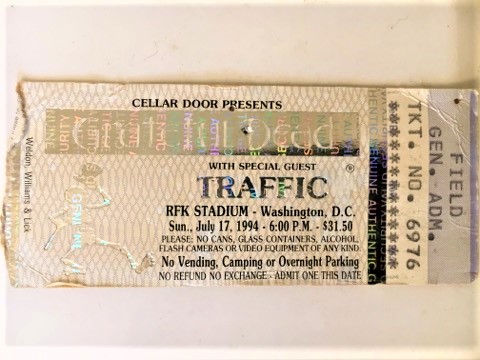 CELLAR DOOR PRESENTS
Grateful Dead
WITH SPECIAL GUEST
TRAFFIC
RFK STADIUM - Washington, D.C.
Sun., July 17, 1994 - 6:00 P.M. - $31.50
PLEASE: NO CANS, GLASS CONTAINERS, ALCOHOL,
FLASH CAMERAS OR VIDEO EQUIPMENT OF ANY KIND
No Vending, Camping or Overnight Parking
NO REFUND NO EXCHANGE - ADMIT ONE THIS DATE
Weldon, Williams & Lick
FIELD
GEN. ADM.
TKT. NO. 6976